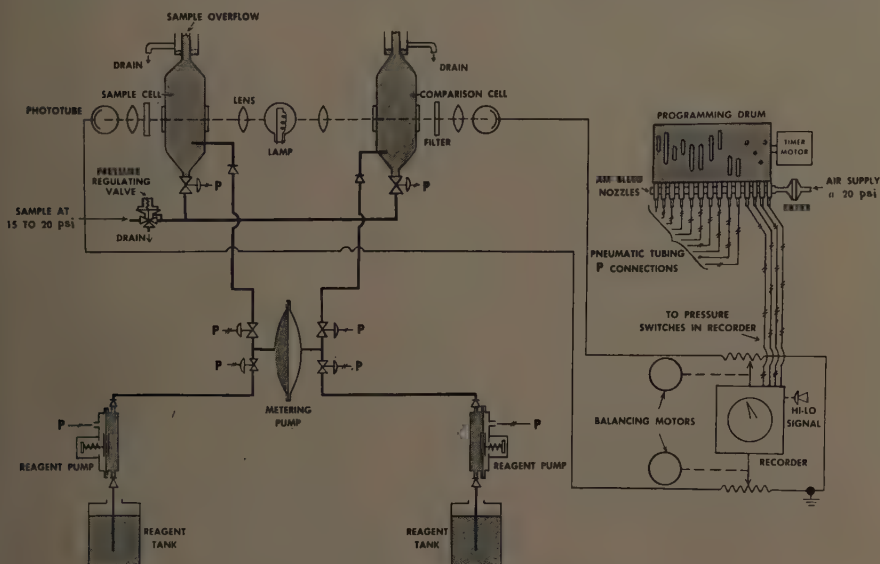 SAMPLE OVERFLOW
DRAIN
DRAIN
SAMPLE CELL
LENS
COMPARISON CELL
PHOTOTUBE
LAMP
FILTER
PROGRAMMING DRUM
TIMER
MOTOR
PRESSURE
REGULATING
VALVE
P
P
NOZZLES
AIR SUPPLY
20 psi
SAMPLE AT
15 TO 20 psi
DRAIN
PNEUMATIC TUBING
P CONNECTIONS
TO PRESSURE
SWITCHES IN RECORDER
P
P
P
P
METERING
PUMP
BALANCING MOTORS
HI-LO
SIGNAL
RECORDER
P
REAGENT PUMP
P
REAGENT PUMP
REAGENT
TANK
REAGENT
TANK